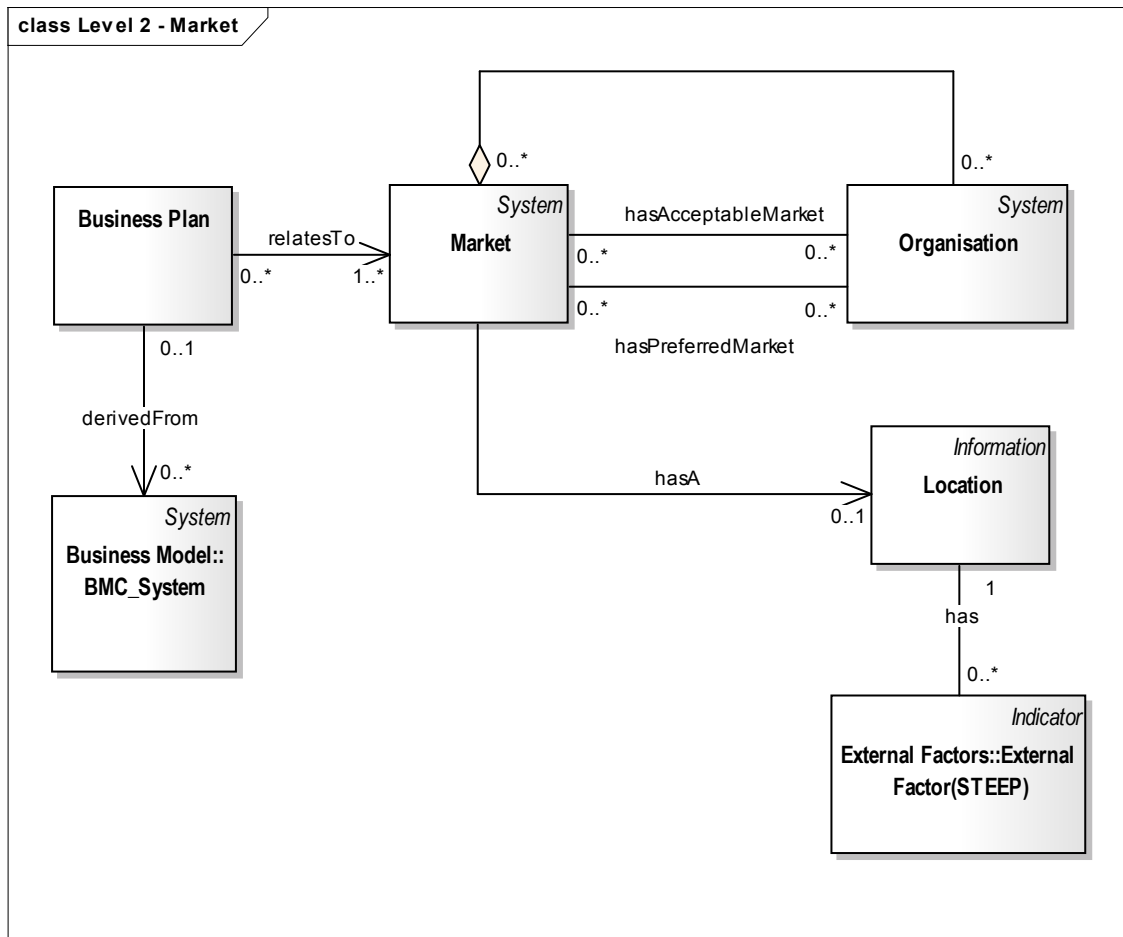 class Level 2 - Market
0..*
0..*
System
Market
System
Organisation
Business Plan
relatesTo
0..*
1..*
hasAcceptableMarket
0..*
0..*
0..*
0..*
hasPreferredMarket
0..1
derivedFrom
0..*
System
Business Model::
BMC_System
hasA
0..1
Information
Location
1
has
0..*
Indicator
External Factors::External
Factor(STEEP)